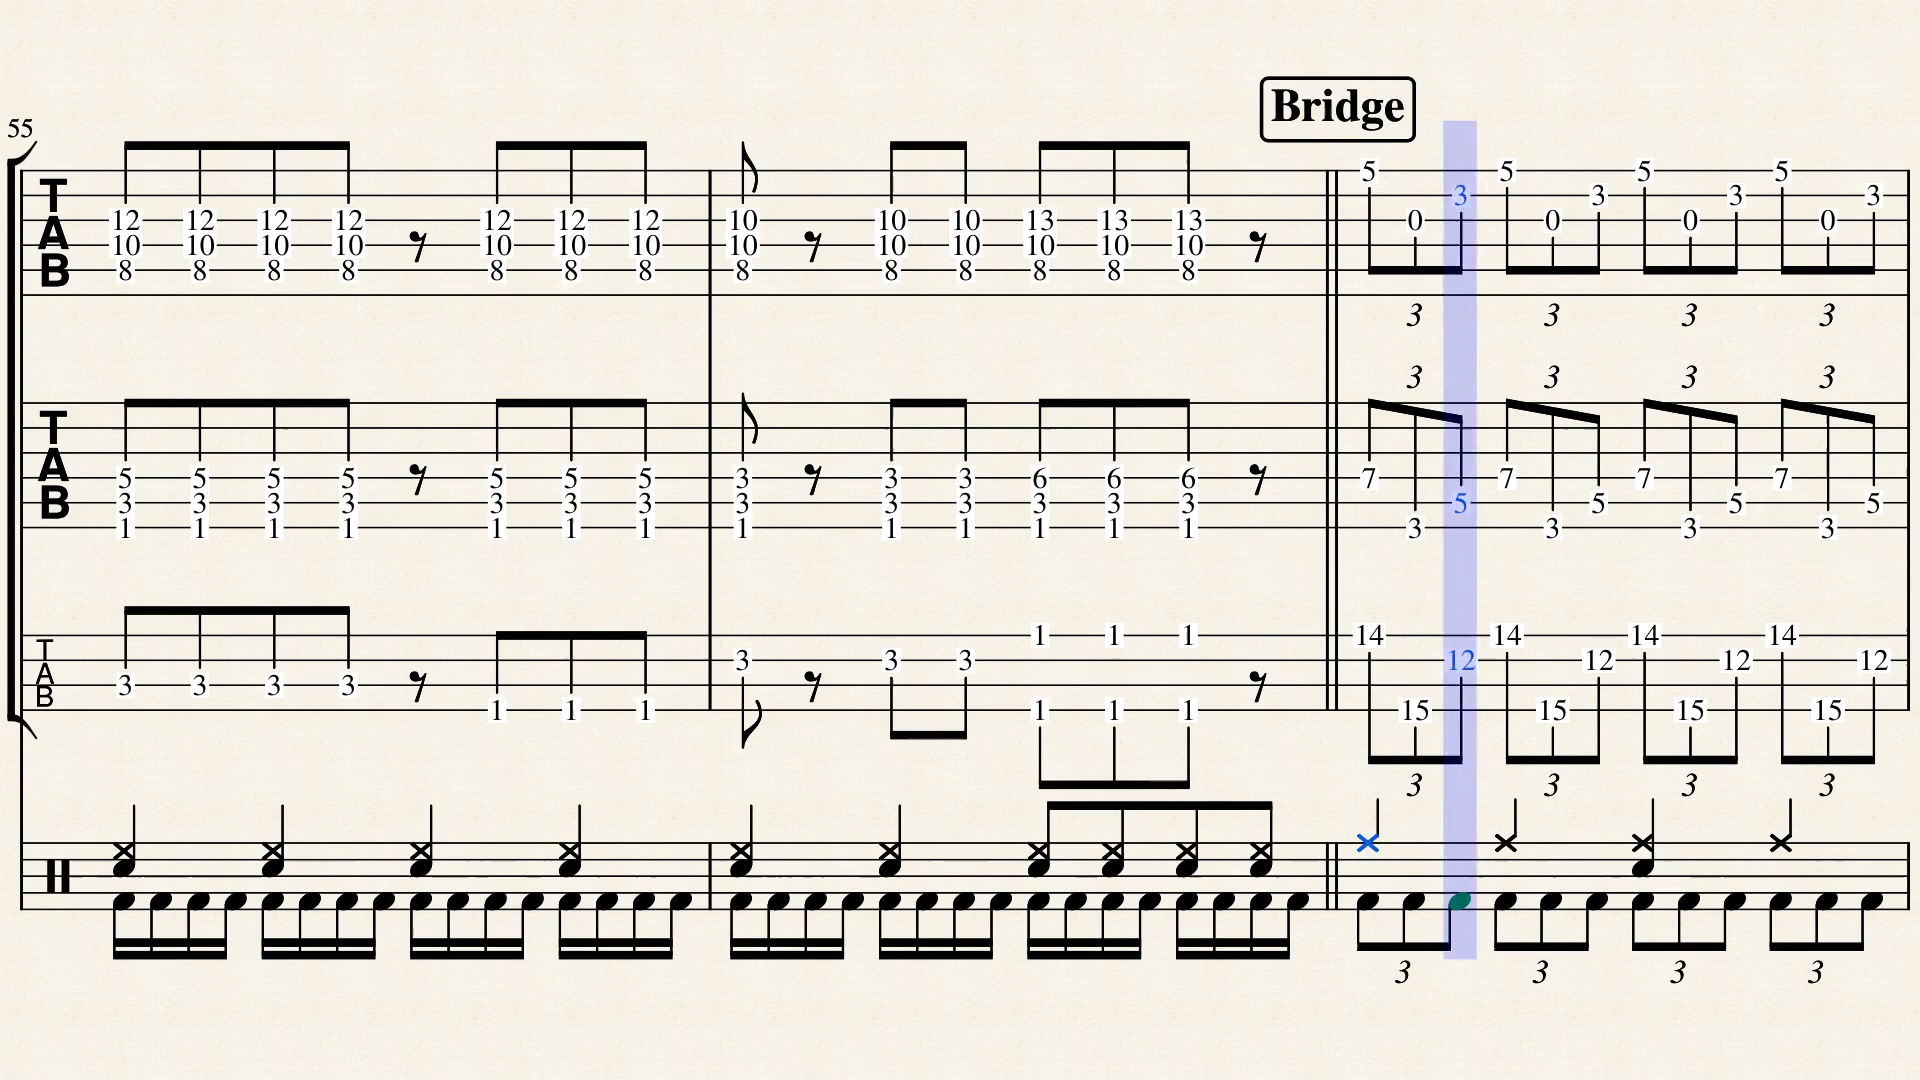 Bridge
55
5 5 5 5
T 3 3 3 3
12 12 12 12 12 12 12 10 10 10 13 13 13 0 0 0 0
A 10 10 10 10 10 10 10 10 10 10 10 10 10
B 8 8 8 8 8 8 8 8 8 8 8 8 8
3 3 3 3
3 3 3 3
T
A 5 5 5 5 5 5 5 3 3 3 6 6 6 7 7 7 7
B 3 3 3 3 3 3 3 3 3 3 3 3 3 5 5 5 5
1 1 1 1 1 1 1 1 1 1 1 1 1 3 3 3 3
1 1 1 14 14 14 14
T 3 3 3 12 12 12 12
A 3 3 3 3
B 1 1 1 1 1 1 15 15 15 15
3 3 3 3
3 3 3 3